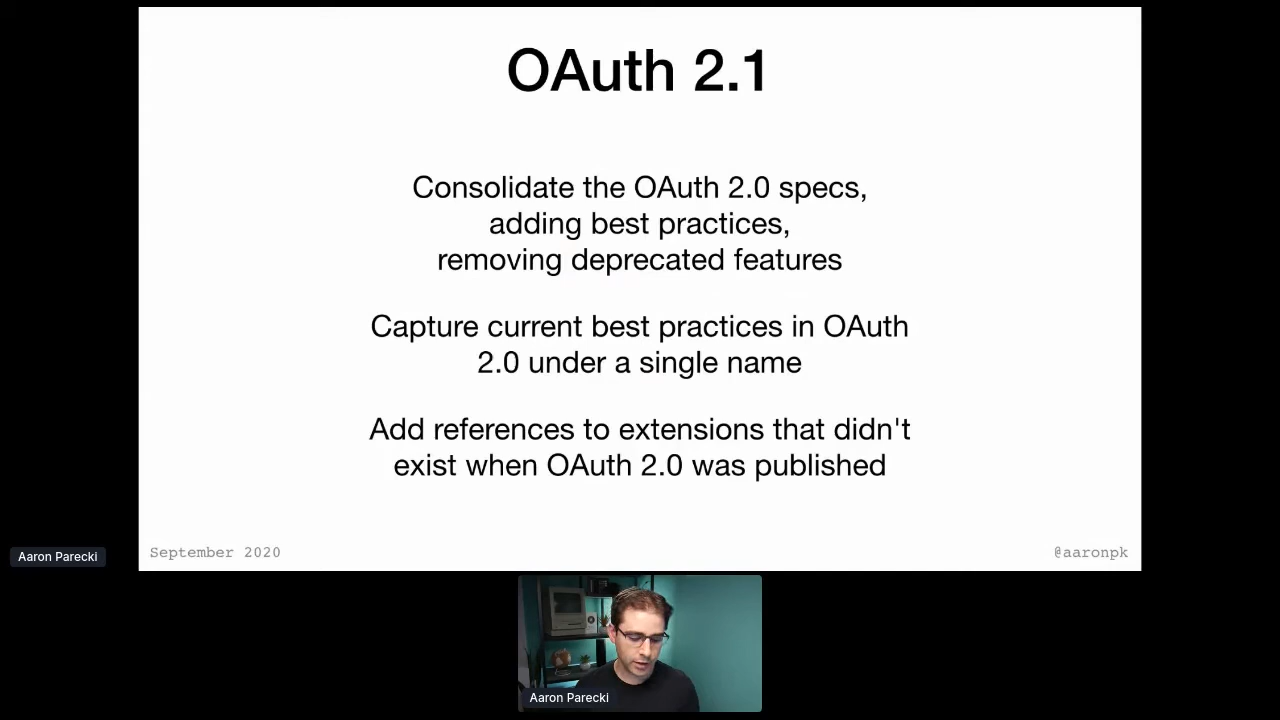 OAuth 2.1
Consolidate the OAuth 2.0 specs,
adding best practices,
removing deprecated features
Capture current best practices in OAuth
2.0 under a single name
Add references to extensions that didn't
exist when OAuth 2.0 was published
September 2020
@aaronpk
Aaron Parecki
Aaron Parecki